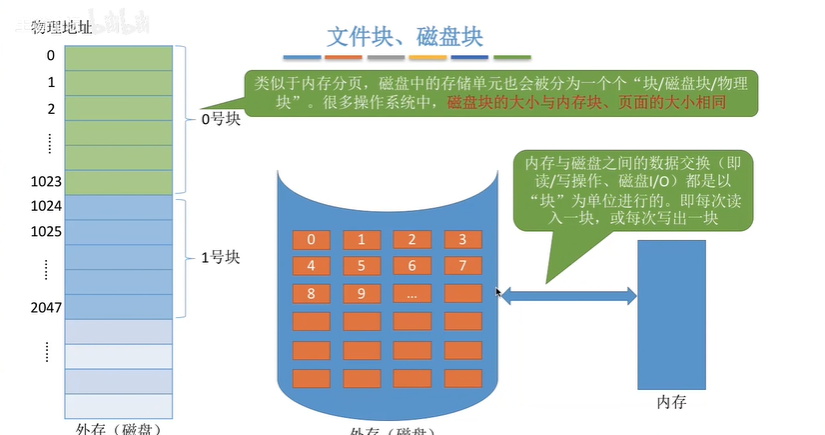 物理地址
文件块、磁盘块
0
1
2
1023
1024
1025
2047
0号块
1号块
外存（磁盘）
类似于内存分页，磁盘中的存储单元也会被分为一个个“块/磁盘块/物理
块”。很多操作系统中，磁盘块的大小与内存块、页面的大小相同
内存与磁盘之间的数据交换（即
读/写操作、磁盘I/O）都是以
“块”为单位进行的。即每次读
入一块，或每次写出一块
0 1 2 3
4 5 6 7
8 9 ...
外存（磁盘）
内存